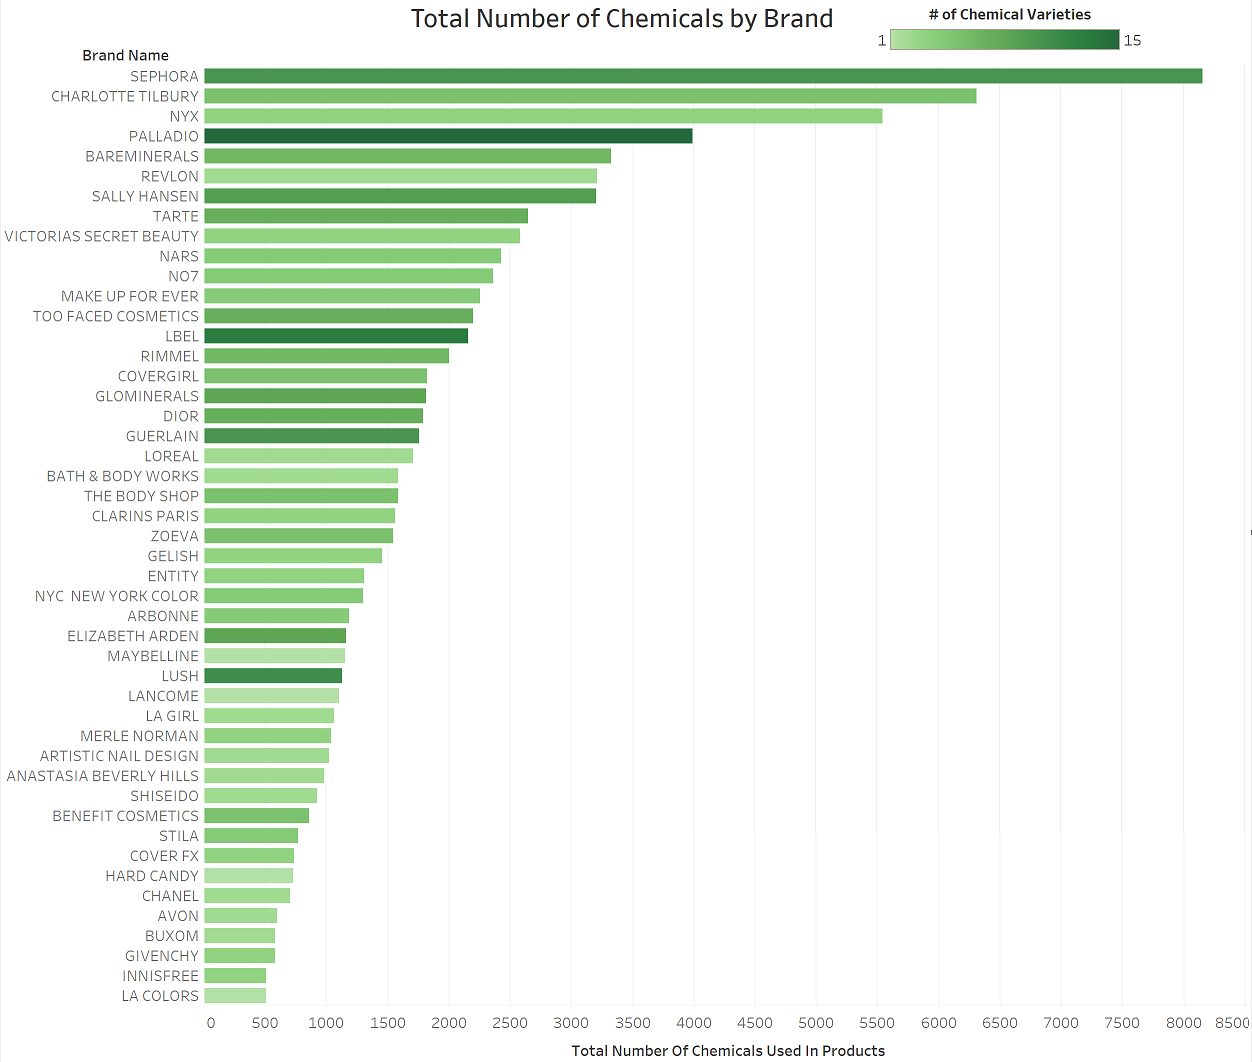 Total Number of Chemicals by Brand
# of Chemical Varieties
1 15
Brand Name
SEPHORA
CHARLOTTE TILBURY
NYX
PALLADIO
BAREMINERALS
REVLON
SALLY HANSEN
TARTE
VICTORIAS SECRET BEAUTY
NARS
NO7
MAKE UP FOR EVER
TOO FACED COSMETICS
LBEL
RIMMEL
COVERGIRL
GLOMINERALS
DIOR
GUERLAIN
LOREAL
BATH & BODY WORKS
THE BODY SHOP
CLARINS PARIS
ZOEVA
GELISH
ENTITY
NYC  NEW YORK COLOR
ARBONNE
ELIZABETH ARDEN
MAYBELLINE
LUSH
LANCOME
LA GIRL
MERLE NORMAN
ARTISTIC NAIL DESIGN
ANASTASIA BEVERLY HILLS
SHISEIDO
BENEFIT COSMETICS
STILA
COVER FX
HARD CANDY
CHANEL
AVON
BUXOM
GIVENCHY
INNISFREE
LA COLORS
0 500 1000 1500 2000 2500 3000 3500 4000 4500 5000 5500 6000 6500 7000 7500 8000 8500
Total Number Of Chemicals Used In Products